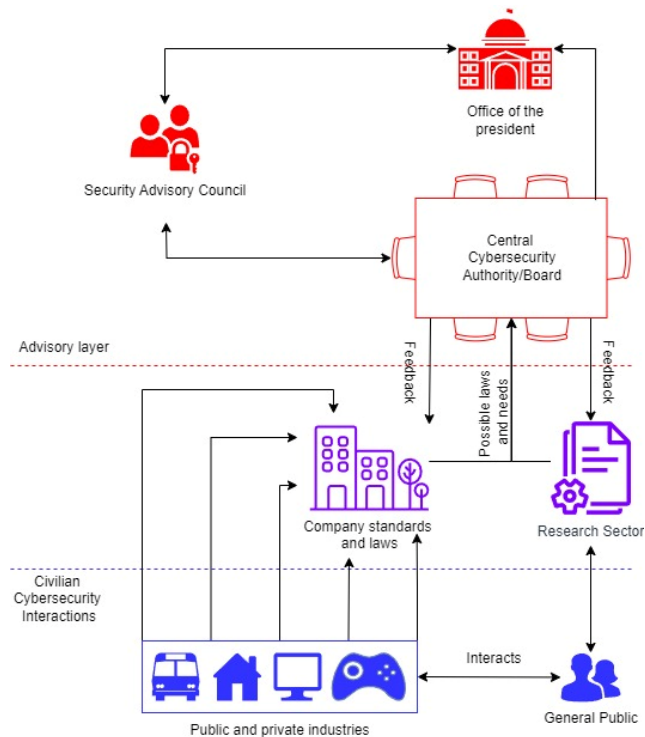 Office of the
president
Security Advisory Council
Central
Cybersecurity
Authority/Board
Advisory layer
Feedback
Possible laws
and needs
Feedback
Company standards
and laws
Research Sector
Civilian
Cybersecurity
Interactions
Interacts
Public and private industries
General Public